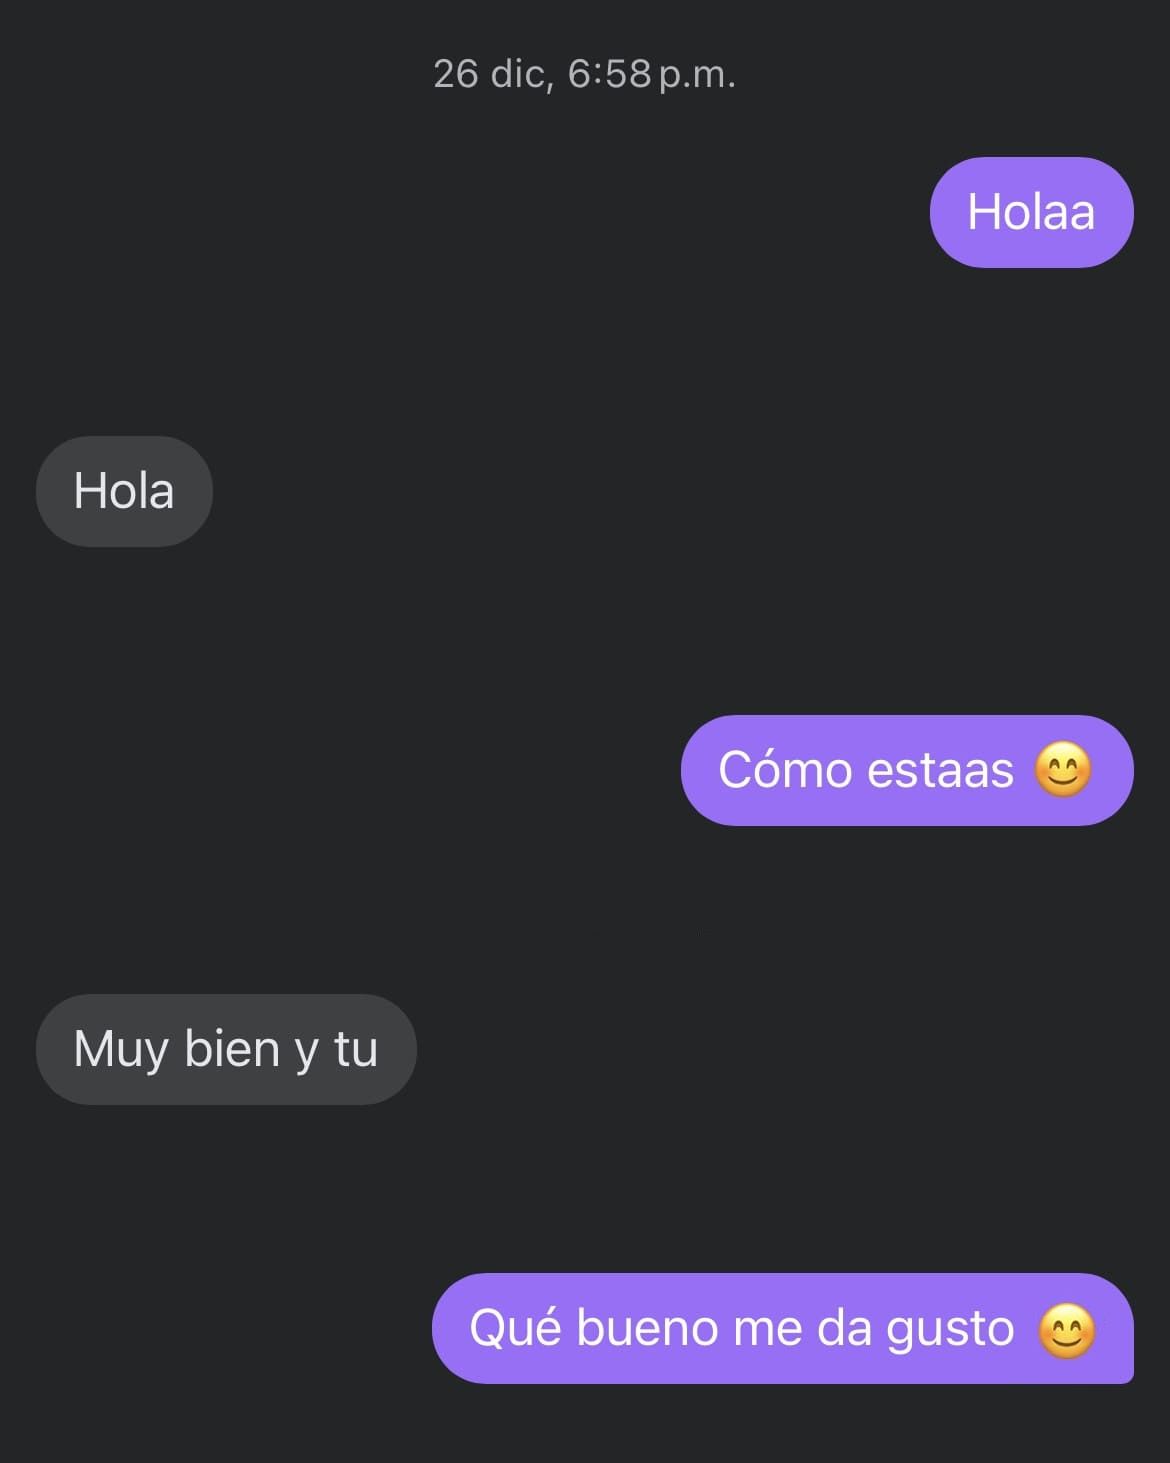 26 dic, 6:58 p.m.
Holaa
Hola
Cómo estaas 😊
Muy bien y tu
Qué bueno me da gusto 😊